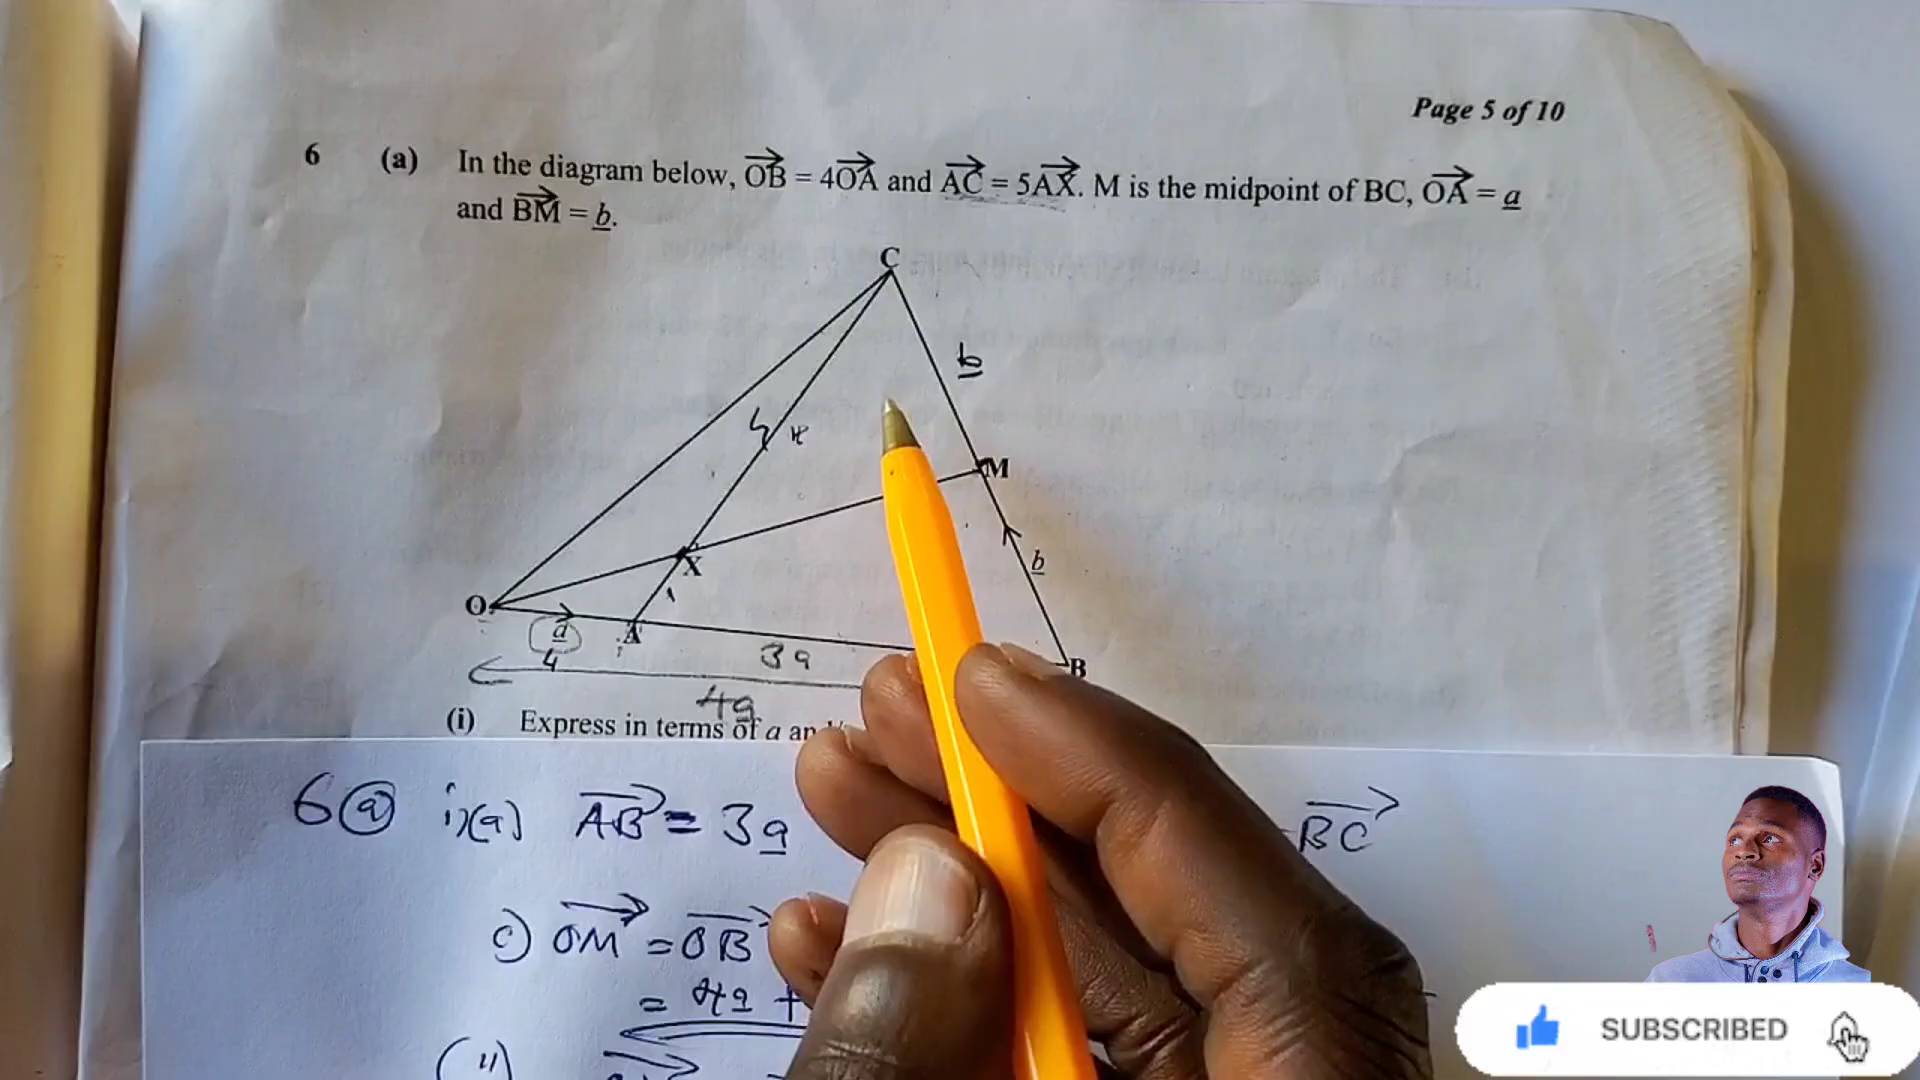 Page 5 of 10
6 (a) In the diagram below, OB = 4OA and AC = 5AX. M is the midpoint of BC, OA = a
and BM = b.
C
b
4
M
X
b
O
a
A
3a
B
4a
(i) Express in terms of a
6(a) i)(a) AB = 3a
BC
c) OM = OB
= 4a +
(ii)
SUBSCRIBED